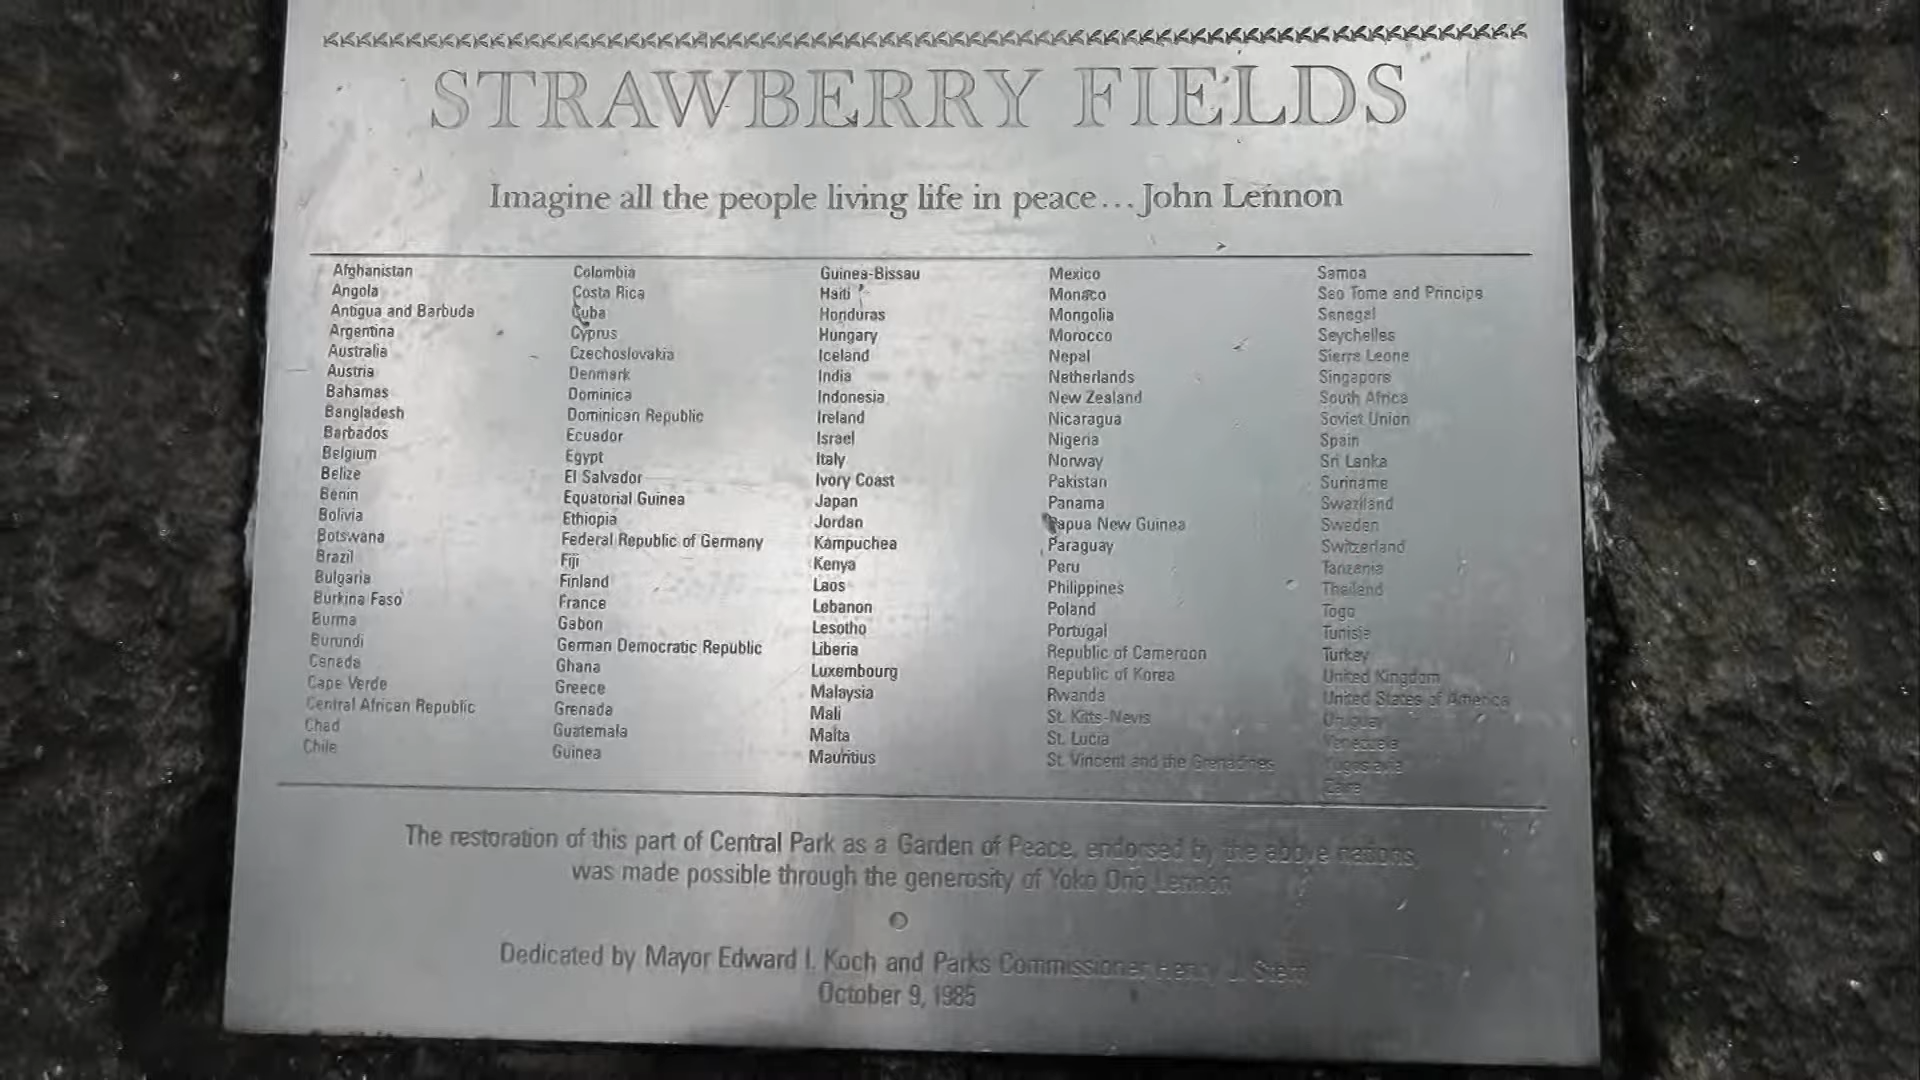 STRAWBERRY FIELDS
Imagine all the people living life in peace...John Lennon
Afghanistan
Angola
Antigua and Barbuda
Argentina
Australia
Austria
Bahamas
Bangladesh
Barbados
Belgium
Belize
Benin
Bolivia
Botswana
Brazil
Bulgaria
Burkina Faso
Burma
Burundi
Canada
Cape Verde
Central African Republic
Chad
Chile
Colombia
Costa Rica
Cuba
Cyprus
Czechoslovakia
Denmark
Dominica
Dominican Republic
Ecuador
Egypt
El Salvador
Equatorial Guinea
Ethiopia
Federal Republic of Germany
Fiji
Finland
France
Gabon
German Democratic Republic
Ghana
Greece
Grenada
Guatemala
Guinea
Guinea-Bissau
Haiti
Honduras
Hungary
Iceland
India
Indonesia
Ireland
Israel
Italy
Ivory Coast
Japan
Jordan
Kampuchea
Kenya
Laos
Lebanon
Lesotho
Liberia
Luxembourg
Malaysia
Mali
Malta
Mauritius
Mexico
Monaco
Mongolia
Morocco
Nepal
Netherlands
New Zealand
Nicaragua
Nigeria
Norway
Pakistan
Panama
Papua New Guinea
Paraguay
Peru
Philippines
Poland
Portugal
Republic of Cameroon
Republic of Korea
Rwanda
St. Kitts-Nevis
St. Lucia
St. Vincent and the Grenadines
Samoa
Sao Tome and Principe
Senegal
Seychelles
Sierra Leone
Singapore
South Africa
Soviet Union
Spain
Sri Lanka
Suriname
Swaziland
Sweden
Switzerland
Tanzania
Thailand
Togo
Tunisia
Turkey
United Kingdom
United States of America
Uruguay
Venezuela
Yugoslavia
Zaire
The restoration of this part of Central Park as a Garden of Peace, endorsed by the above nations,
was made possible through the generosity of Yoko Ono Lennon
Dedicated by Mayor Edward I. Koch and Parks Commissioner Henry J. Stern
October 9, 1985